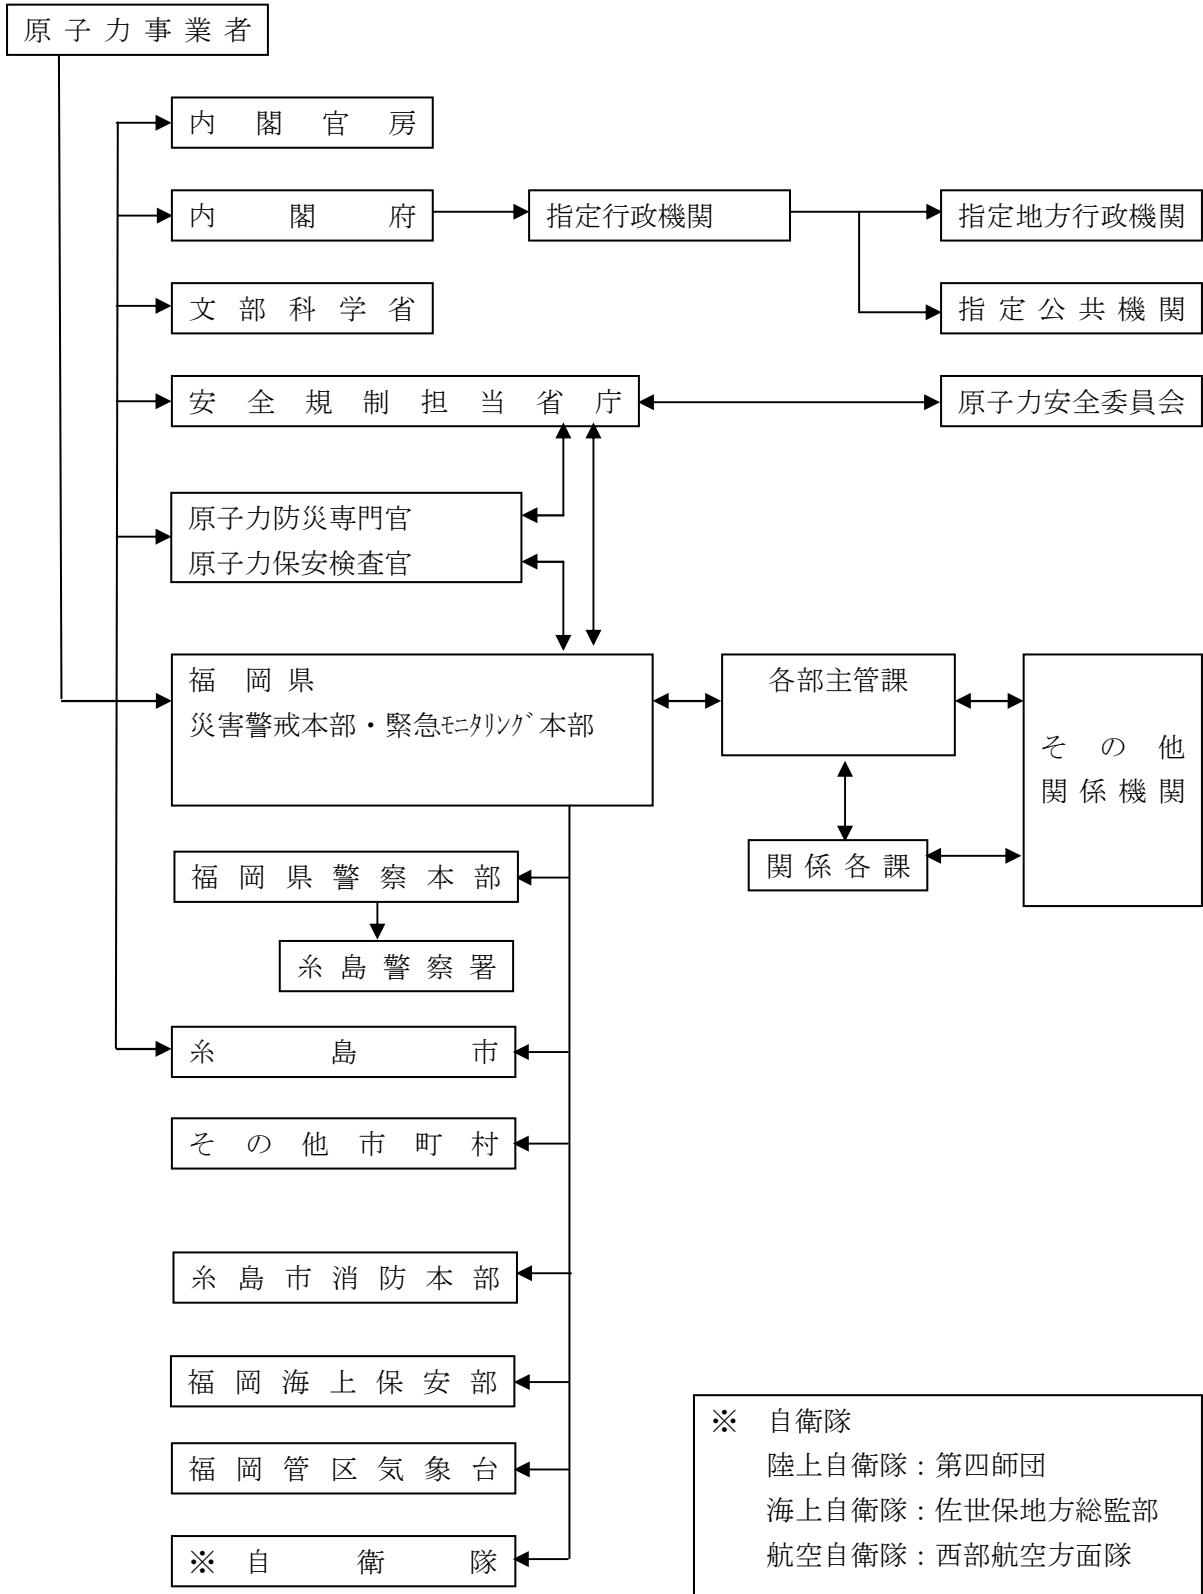 原子力事業者
内閣官房
内閣府
指定行政機関
指定地方行政機関
文部科学省
指定公共機関
安全規制担当省庁
原子力安全委員会
原子力防災専門官
原子力保安検査官
福岡県
災害警戒本部・緊急ﾓﾆﾀﾘﾝｸﾞ本部
各部主管課
その他
関係機関
関係各課
福岡県警察本部
糸島警察署
糸島市
その他市町村
糸島市消防本部
福岡海上保安部
福岡管区気象台
※自衛隊
※　自衛隊
陸上自衛隊：第四師団
海上自衛隊：佐世保地方総監部
航空自衛隊：西部航空方面隊